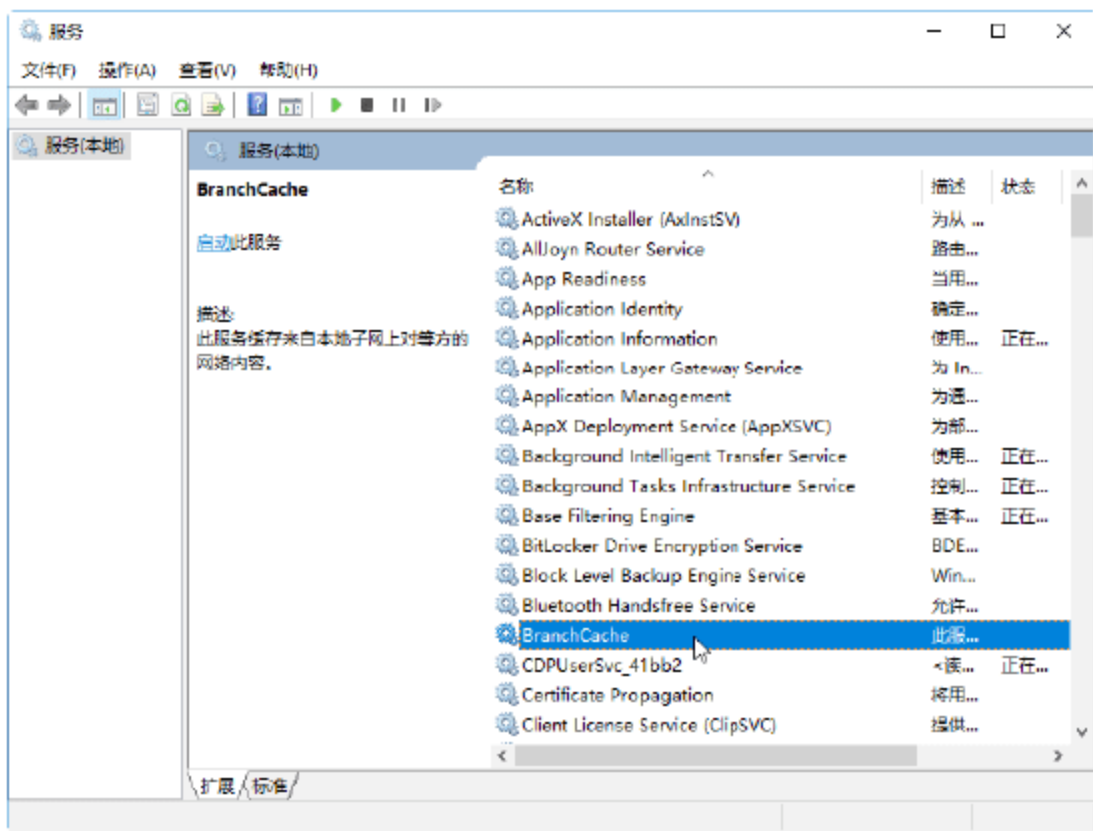 服务
文件(F) 操作(A) 查看(V) 帮助(H)
服务(本地)
服务(本地)
BranchCache
启动此服务
描述:
此服务缓存来自本地子网上对等方的
网络内容。
名称 描述 状态
ActiveX Installer (AxInstSV) 为从 ...
AllJoyn Router Service 路由...
App Readiness 当用...
Application Identity 确定...
Application Information 使用... 正在...
Application Layer Gateway Service 为 In...
Application Management 为通...
AppX Deployment Service (AppXSVC) 为部...
Background Intelligent Transfer Service 使用... 正在...
Background Tasks Infrastructure Service 控制... 正在...
Base Filtering Engine 基本... 正在...
BitLocker Drive Encryption Service BDE...
Block Level Backup Engine Service Win...
Bluetooth Handsfree Service 允许...
BranchCache 此服...
CDPUserSvc_41bb2 <读... 正在...
Certificate Propagation 将用...
Client License Service (ClipSVC) 提供...
扩展 标准